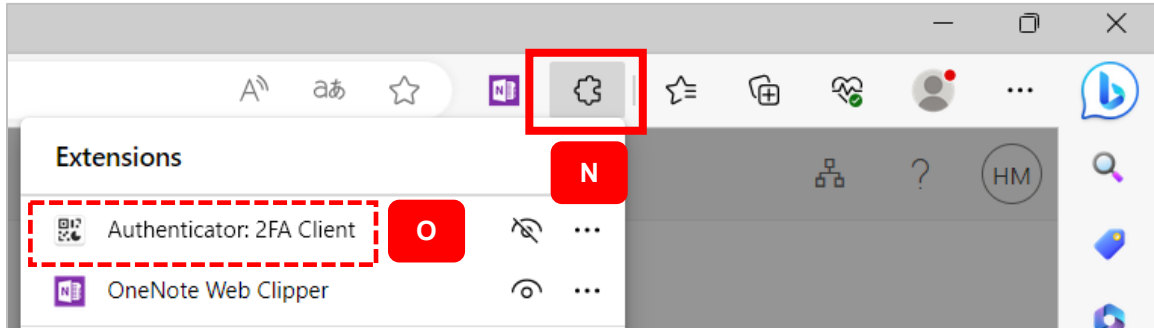 A aあ N
Extensions
N
HM
Authenticator: 2FA Client
O
N OneNote Web Clipper